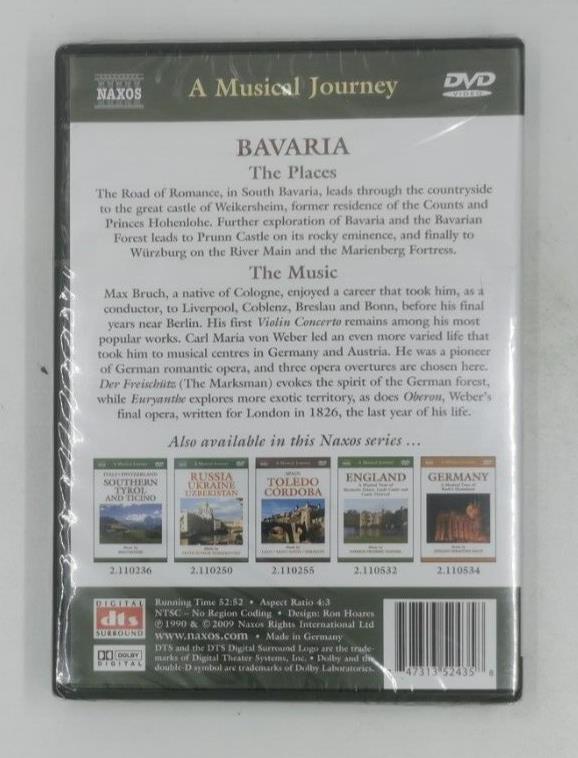 NAXOS
A Musical Journey
DVD
VIDEO
BAVARIA
The Places
The Road of Romance, in South Bavaria, leads through the countryside
to the great castle of Weikersheim, former residence of the Counts and
Princes Hohenlohe. Further exploration of Bavaria and the Bavarian
Forest leads to Prunn Castle on its rocky eminence, and finally to
Würzburg on the River Main and the Marienberg Fortress.
The Music
Max Bruch, a native of Cologne, enjoyed a career that took him, as a
conductor, to Liverpool, Coblenz, Breslau and Bonn, before his final
years near Berlin. His first Violin Concerto remains among his most
popular works. Carl Maria von Weber led an even more varied life that
took him to musical centres in Germany and Austria. He was a pioneer
of German romantic opera, and three opera overtures are chosen here.
Der Freischütz (The Marksman) evokes the spirit of the German forest,
while Euryanthe explores more exotic territory, as does Oberon, Weber's
final opera, written for London in 1826, the last year of his life.
Also available in this Naxos series ...
A Musical Journey
SOUTHERN
TYROL
AND TICINO
A Musical Journey
RUSSIA
UKRAINE
UZBEKISTAN
A Musical Journey
TOLEDO
CORDOBA
A Musical Journey
ENGLAND
A Musical Journey
GERMANY
2.110236
2.110250
2.110255
2.110532
2.110534
DIGITAL
dts
SURROUND
DOLBY
DIGITAL
Running Time 52:52 • Aspect Ratio 4:3
NTSC – No Region Coding • Design: Ron Hoares
℗ 1990 & © 2009 Naxos Rights International Ltd
www.naxos.com • Made in Germany
DTS and the DTS Digital Surround Logo are the trade-
marks of Digital Theater Systems, Inc. • Dolby and the
double-D symbol are trademarks of Dolby Laboratories.
47313 52435 8